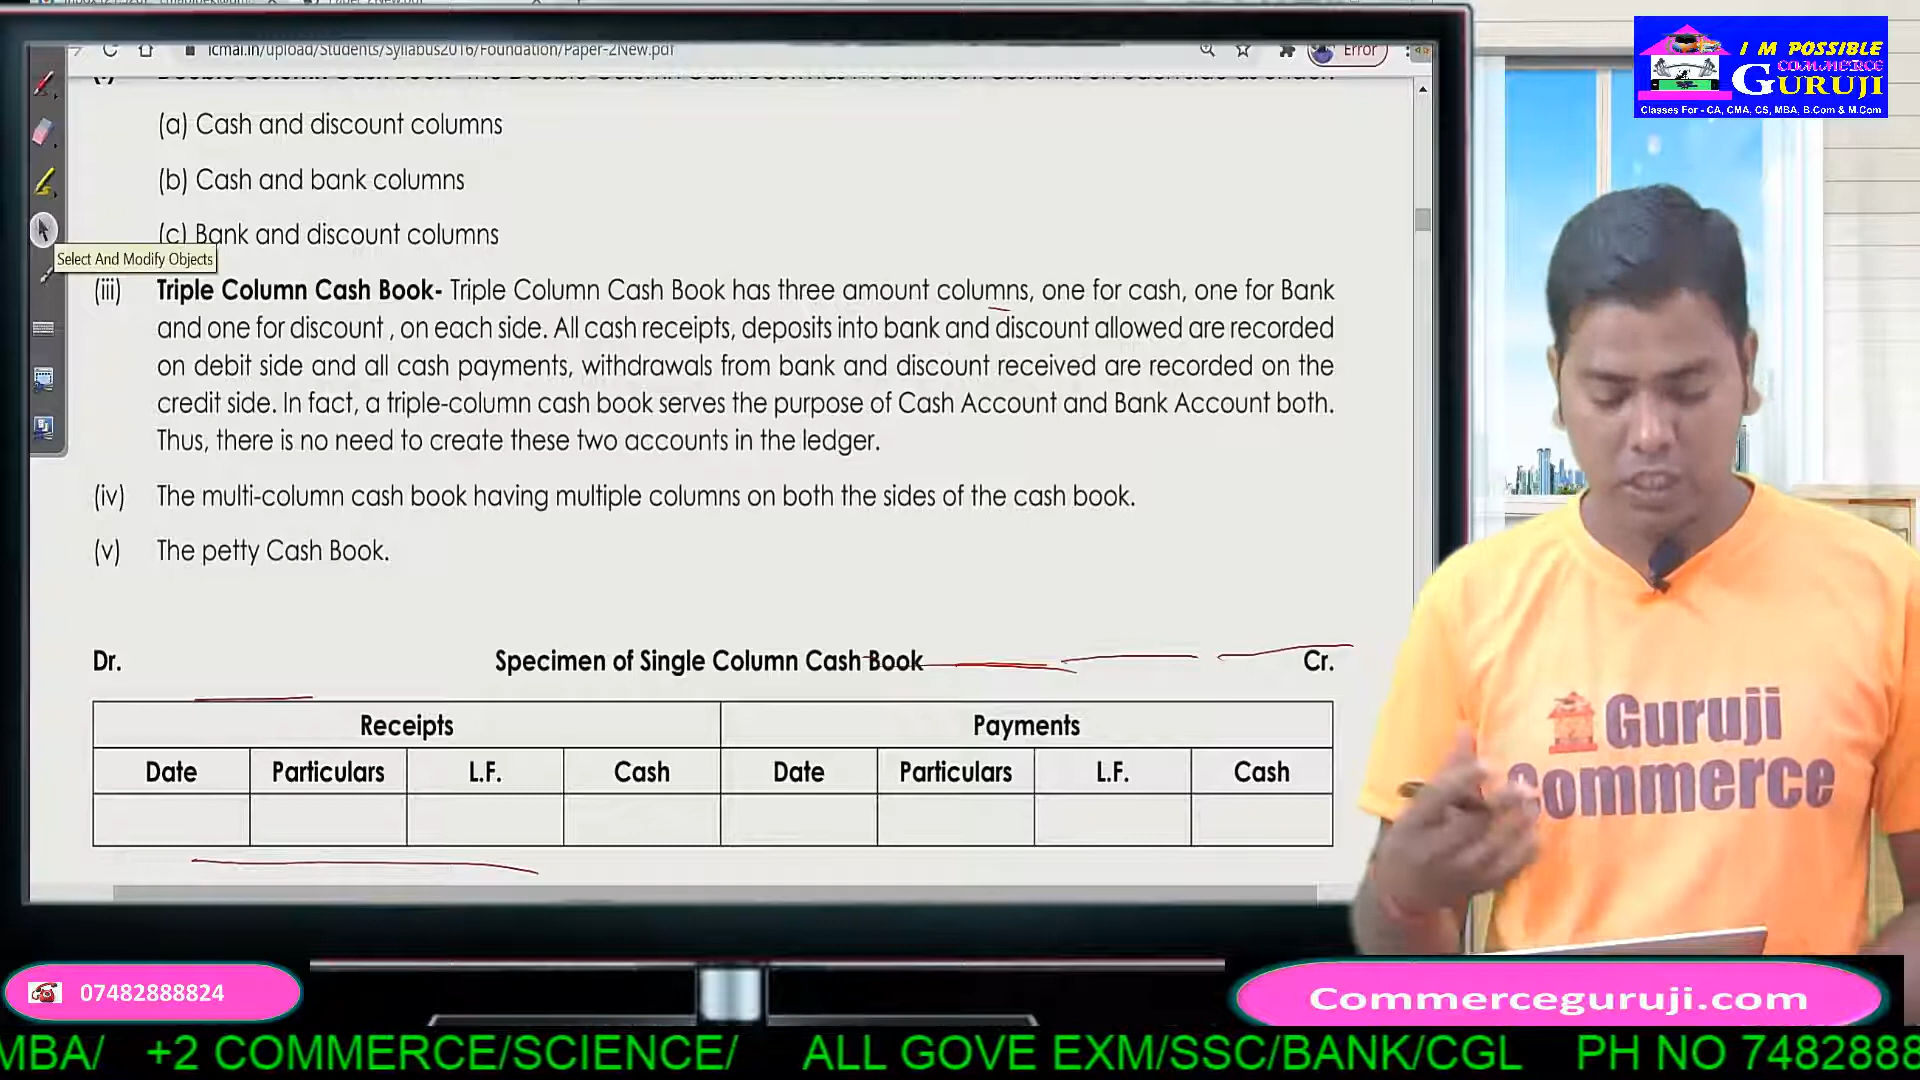 icmai.in/upload/Students/Syllabus2016/Foundation/Paper-2New.pdf
Error
I M POSSIBLE
COMMERCE
GURUJI
Classes For - CA, CMA, CS, MBA, B.Com & M.Com
(a) Cash and discount columns
(b) Cash and bank columns
(c) Bank and discount columns
Select And Modify Objects
(iii) Triple Column Cash Book- Triple Column Cash Book has three amount columns, one for cash, one for Bank
and one for discount , on each side. All cash receipts, deposits into bank and discount allowed are recorded
on debit side and all cash payments, withdrawals from bank and discount received are recorded on the
credit side. In fact, a triple-column cash book serves the purpose of Cash Account and Bank Account both.
Thus, there is no need to create these two accounts in the ledger.
(iv) The multi-column cash book having multiple columns on both the sides of the cash book.
(v) The petty Cash Book.
Dr. Specimen of Single Column Cash Book Cr.
Receipts Payments
Date Particulars L.F. Cash Date Particulars L.F. Cash
Guruji
Commerce
07482888824
Commerceguruji.com
MBA/ +2 COMMERCE/SCIENCE/ ALL GOVE EXM/SSC/BANK/CGL PH NO 7482888